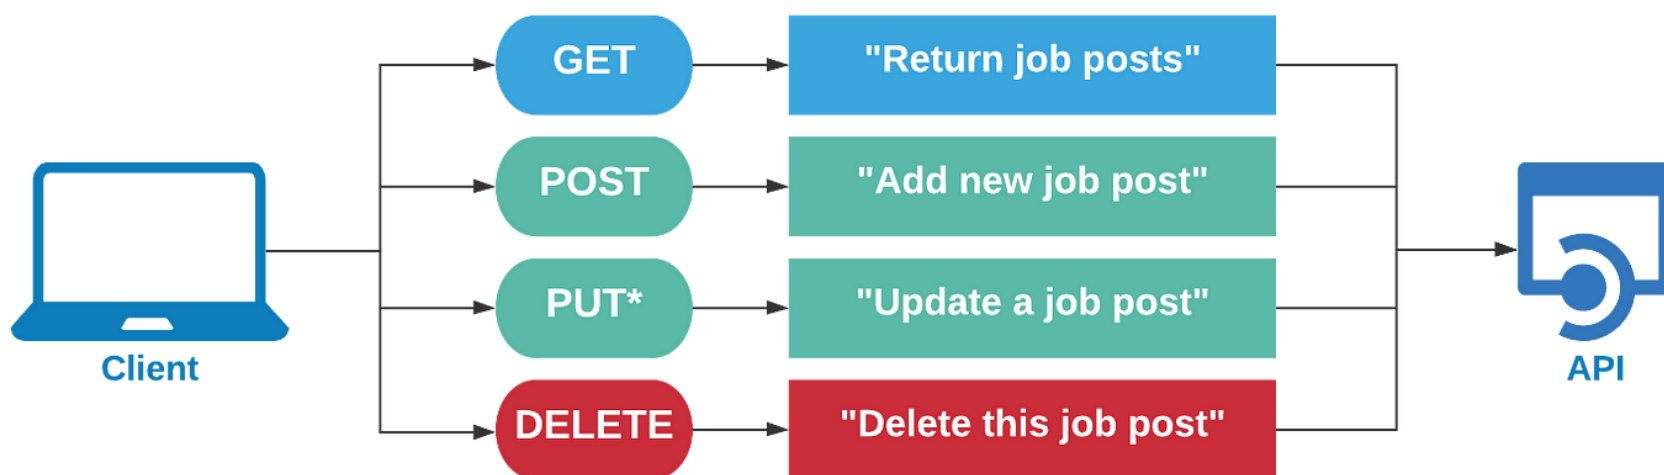 GET
"Return job posts"
POST
"Add new job post"
PUT*
"Update a job post"
DELETE
"Delete this job post"
Client
API